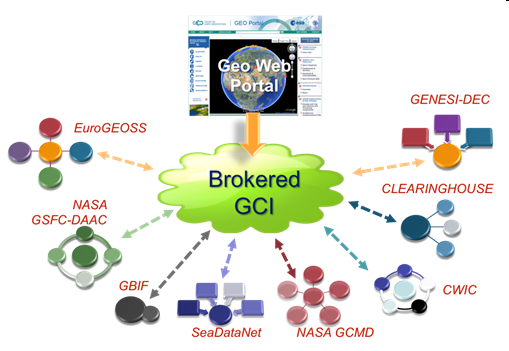 GEO Portal
Geo Web
Portal
GENESI-DEC
EuroGEOSS
Brokered
GCI
CLEARINGHOUSE
NASA
GSFC-DAAC
GBIF
SeaDataNet
NASA GCMD
CWIC